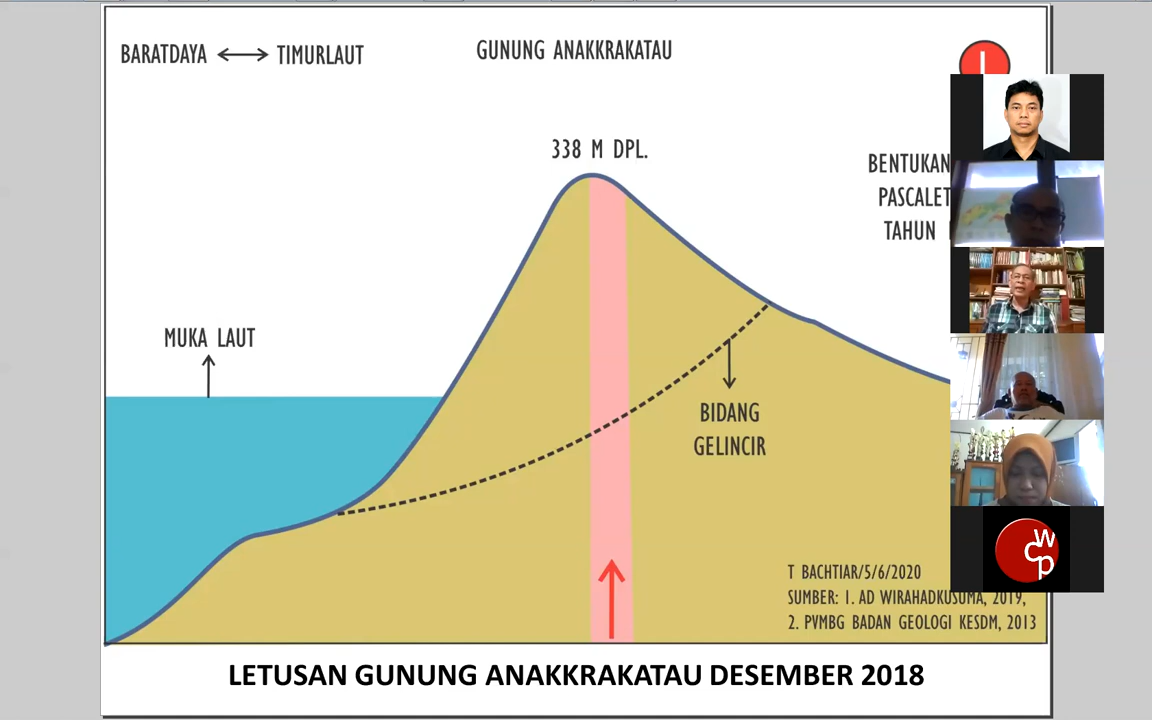 BARATDAYA TIMURLAUT
GUNUNG ANAKKRAKATAU
338 M DPL.
BENTUKAN
PASCALET
TAHUN
MUKA LAUT
BIDANG
GELINCIR
T BACHTIAR/5/6/2020
SUMBER: 1. AD WIRAHADKUSUMA, 2019,
2. PVMBG BADAN GEOLOGI KESDM, 2013
LETUSAN GUNUNG ANAKKRAKATAU DESEMBER 2018
wcp